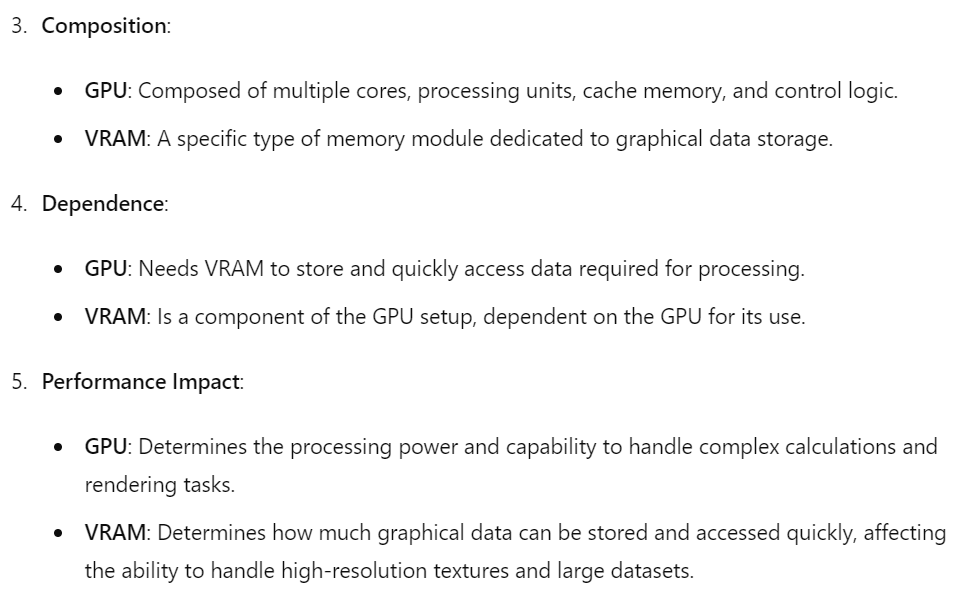 3. Composition:
• GPU: Composed of multiple cores, processing units, cache memory, and control logic.
• VRAM: A specific type of memory module dedicated to graphical data storage.
4. Dependence:
• GPU: Needs VRAM to store and quickly access data required for processing.
• VRAM: Is a component of the GPU setup, dependent on the GPU for its use.
5. Performance Impact:
• GPU: Determines the processing power and capability to handle complex calculations and
rendering tasks.
• VRAM: Determines how much graphical data can be stored and accessed quickly, affecting
the ability to handle high-resolution textures and large datasets.